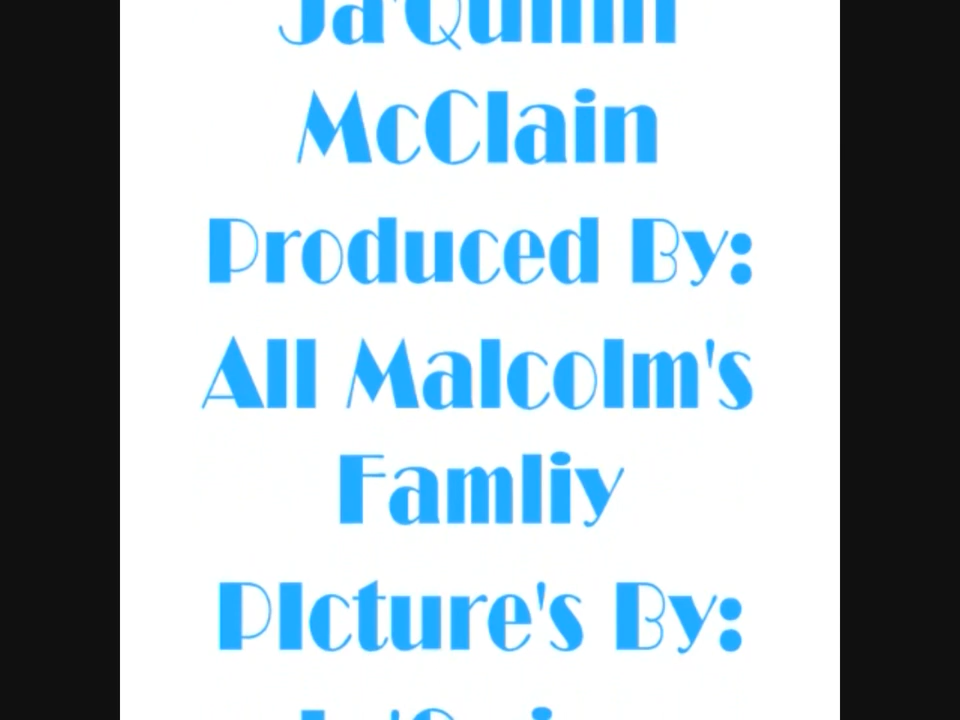 McClain
Produced By:
All Malcolm's
Famliy
PIcture's By: